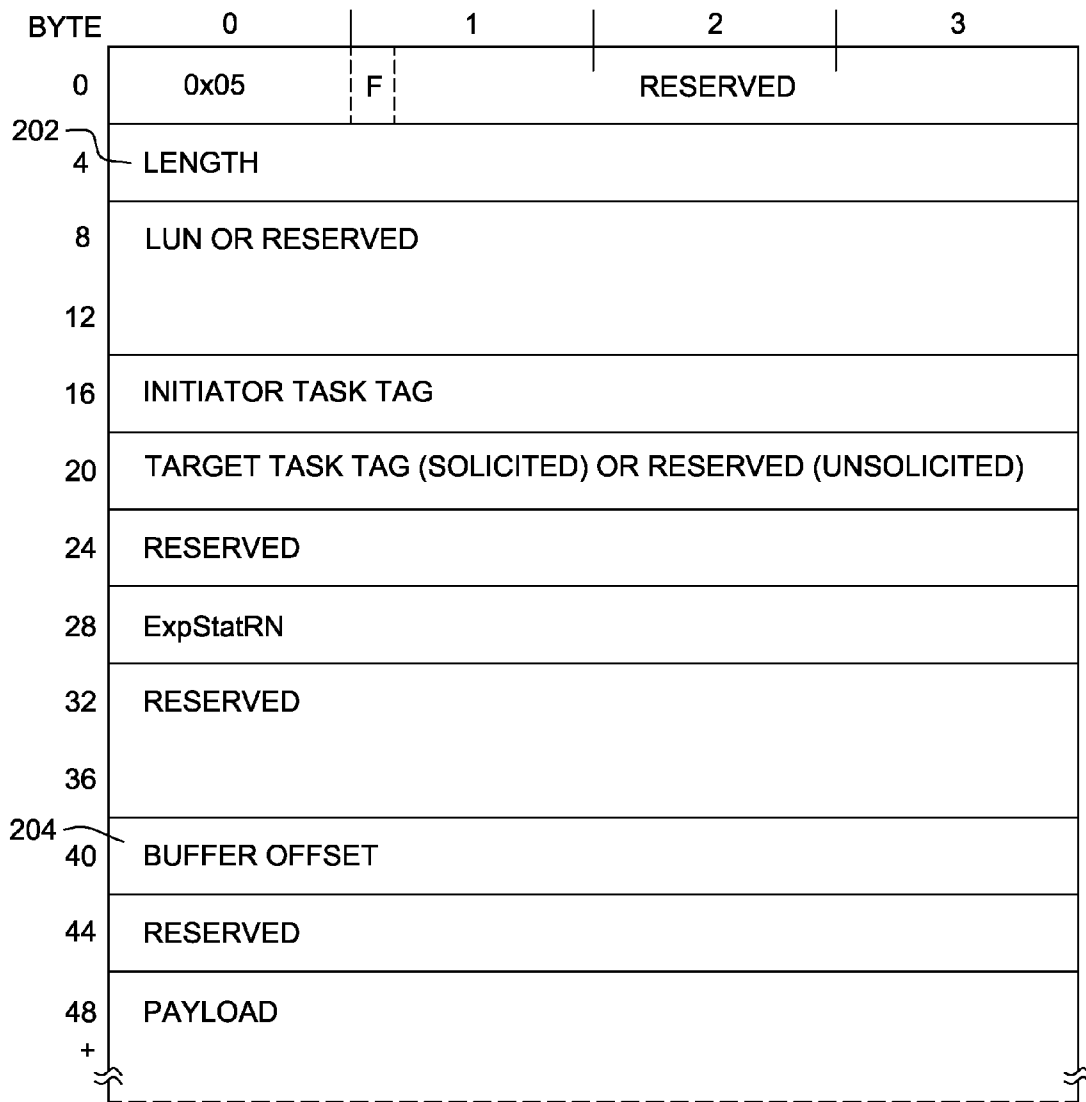 BYTE 0 1 2 3
0 0x05 F RESERVED
202
4 LENGTH
8 LUN OR RESERVED
12
16 INITIATOR TASK TAG
20 TARGET TASK TAG (SOLICITED) OR RESERVED (UNSOLICITED)
24 RESERVED
28 ExpStatRN
32 RESERVED
36
204
40 BUFFER OFFSET
44 RESERVED
48 PAYLOAD
+